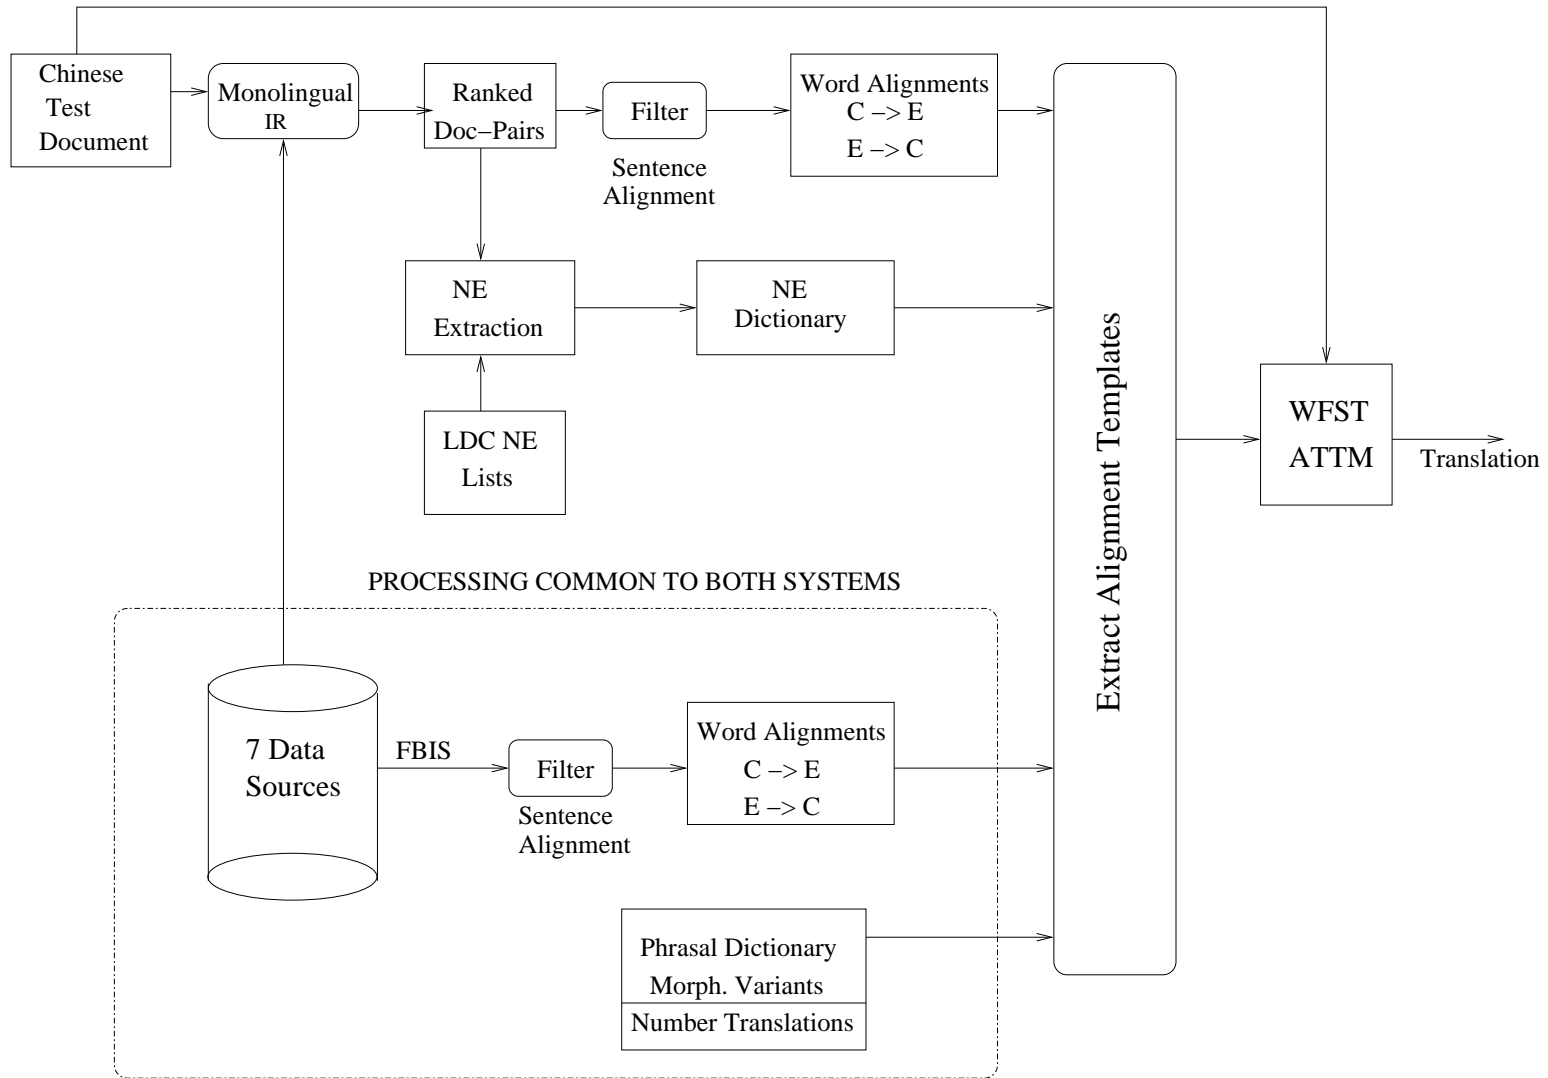 Chinese
Test
Document
Monolingual
IR
Ranked
Doc–Pairs
Filter
Sentence
Alignment
Word Alignments
C –> E
E –> C
NE
Extraction
NE
Dictionary
LDC NE
Lists
Extract Alignment Templates
WFST
ATTM
Translation
PROCESSING COMMON TO BOTH SYSTEMS
7 Data
Sources
FBIS
Filter
Sentence
Alignment
Word Alignments
C –> E
E –> C
Phrasal Dictionary
Morph. Variants
Number Translations